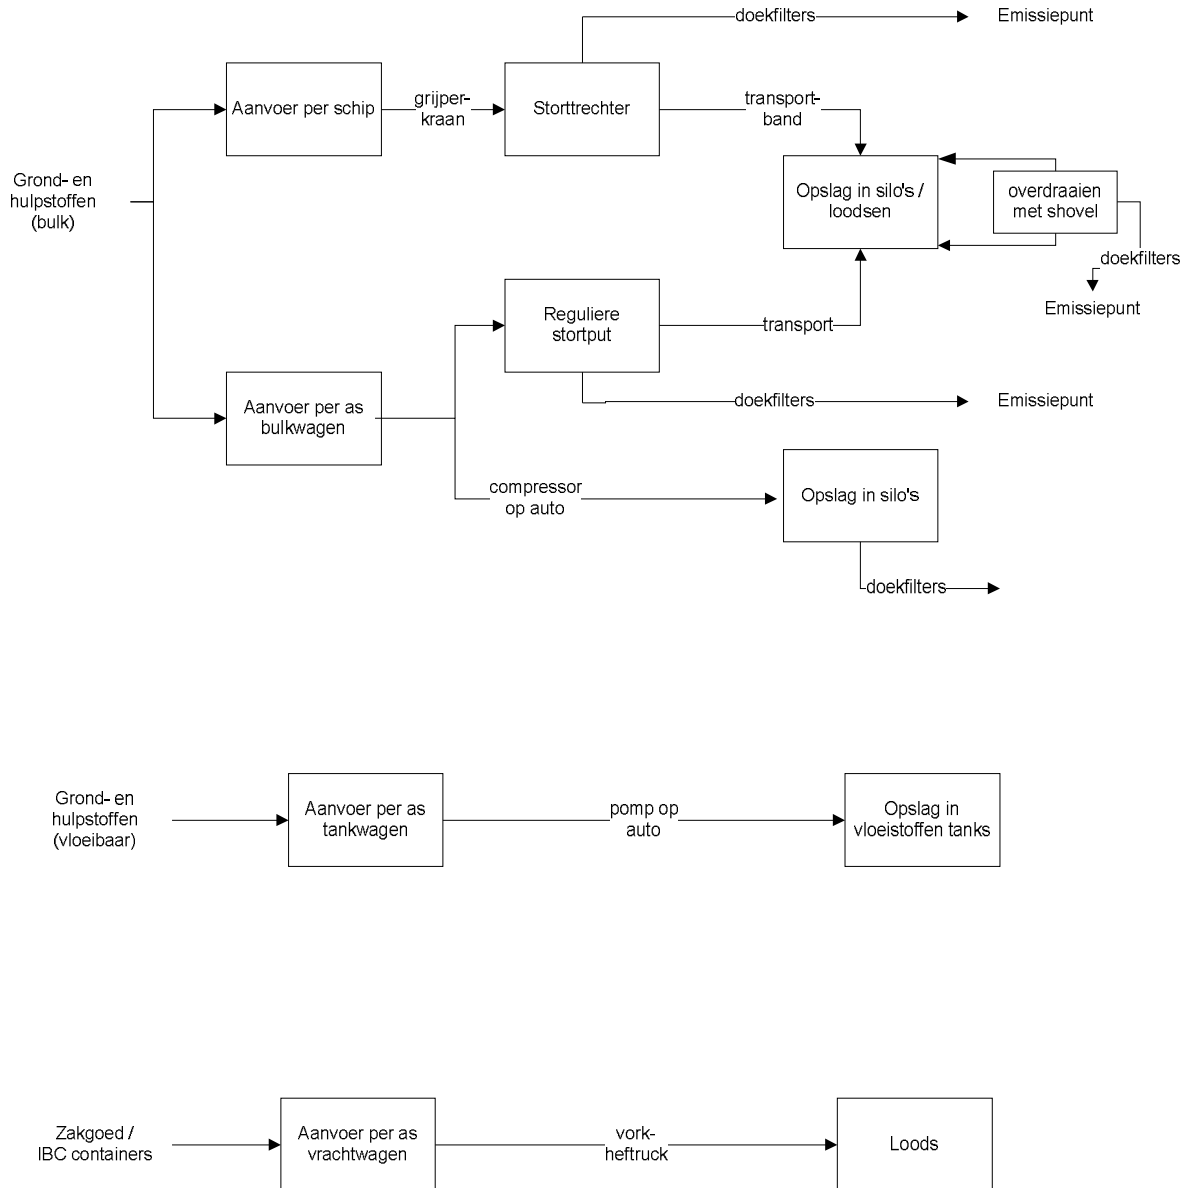 doekfilters
Emissiepunt
Aanvoer per schip
grijper-
kraan
Storttrechter
transport-
band
Grond- en
hulpstoffen
(bulk)
Opslag in silo's /
loodsen
overdraaien
met shovel
doekfilters
Emissiepunt
Reguliere
stortput
transport
Aanvoer per as
bulkwagen
doekfilters
Emissiepunt
compressor
op auto
Opslag in silo's
doekfilters
Grond- en
hulpstoffen
(vloeibaar)
Aanvoer per as
tankwagen
pomp op
auto
Opslag in
vloeistoffen tanks
Zakgoed /
IBC containers
Aanvoer per as
vrachtwagen
vork-
heftruck
Loods